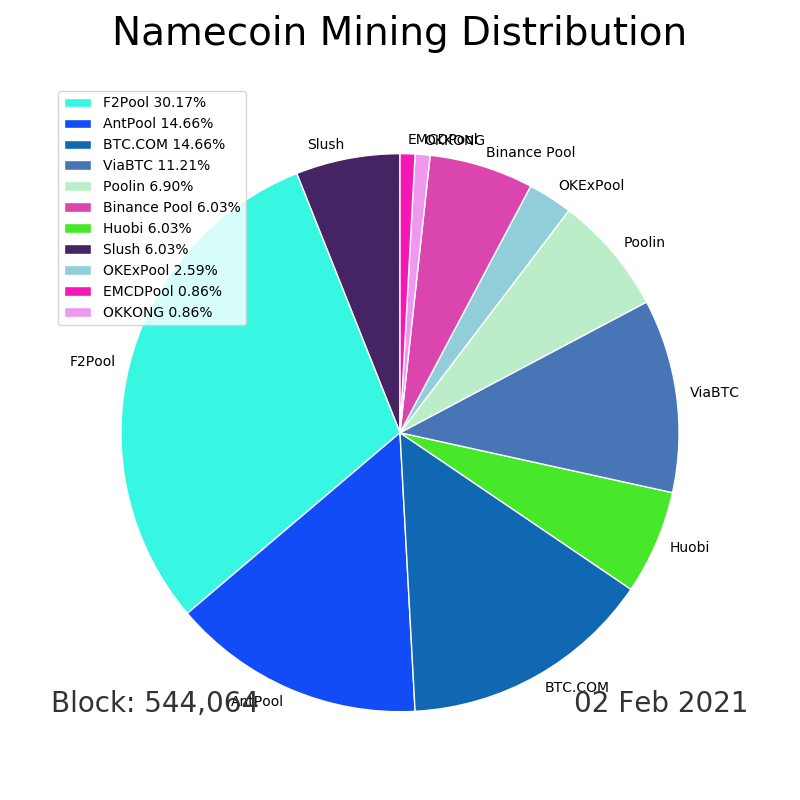 Namecoin Mining Distribution
F2Pool 30.17%
AntPool 14.66%
BTC.COM 14.66%
ViaBTC 11.21%
Poolin 6.90%
Binance Pool 6.03%
Huobi 6.03%
Slush 6.03%
OKExPool 2.59%
EMCDPool 0.86%
OKKONG 0.86%
Slush
EMCDPool
OKKONG
Binance Pool
OKExPool
Poolin
F2Pool
ViaBTC
Huobi
BTC.COM
AntPool
Block: 544,064
02 Feb 2021